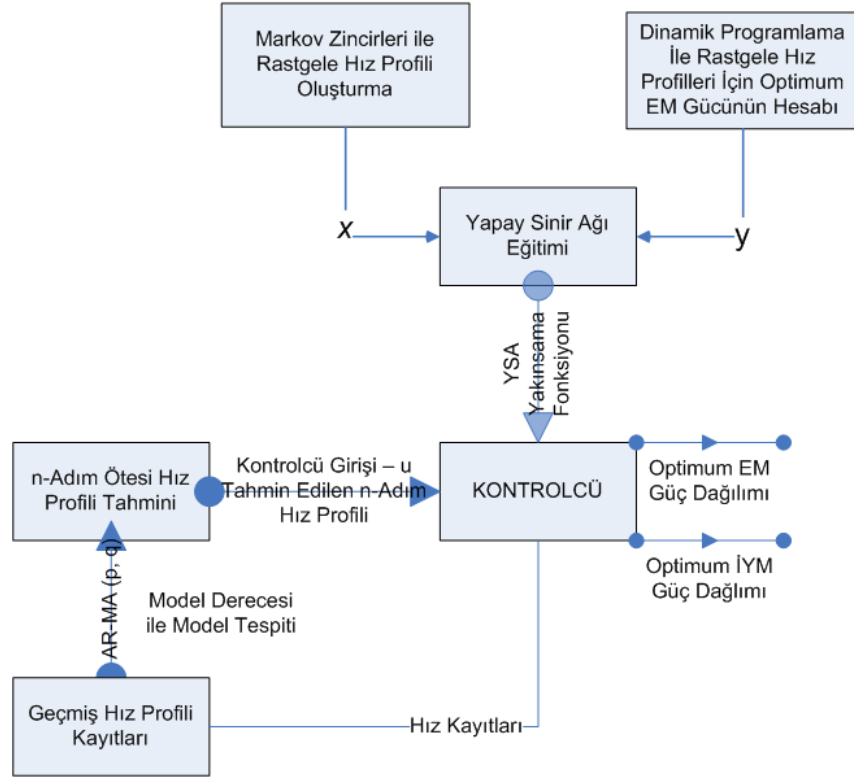 Markov Zincirleri ile
Rastgele Hız Profili
Oluşturma
Dinamik Programlama
İle Rastgele Hız
Profilleri İçin Optimum
EM Gücünün Hesabı
x
Yapay Sinir Ağı
Eğitimi
y
YSA
Yakınsama
Fonksiyonu
n-Adım Ötesi Hız
Profili Tahmini
Kontrolcü Girişi – u
Tahmin Edilen n-Adım
Hız Profili
KONTROLCÜ
Optimum EM
Güç Dağılımı
Optimum İYM
Güç Dağlımı
AR-MA (p, q)
Model Derecesi
ile Model Tespiti
Geçmiş Hız Profili
Kayıtları
Hız Kayıtları